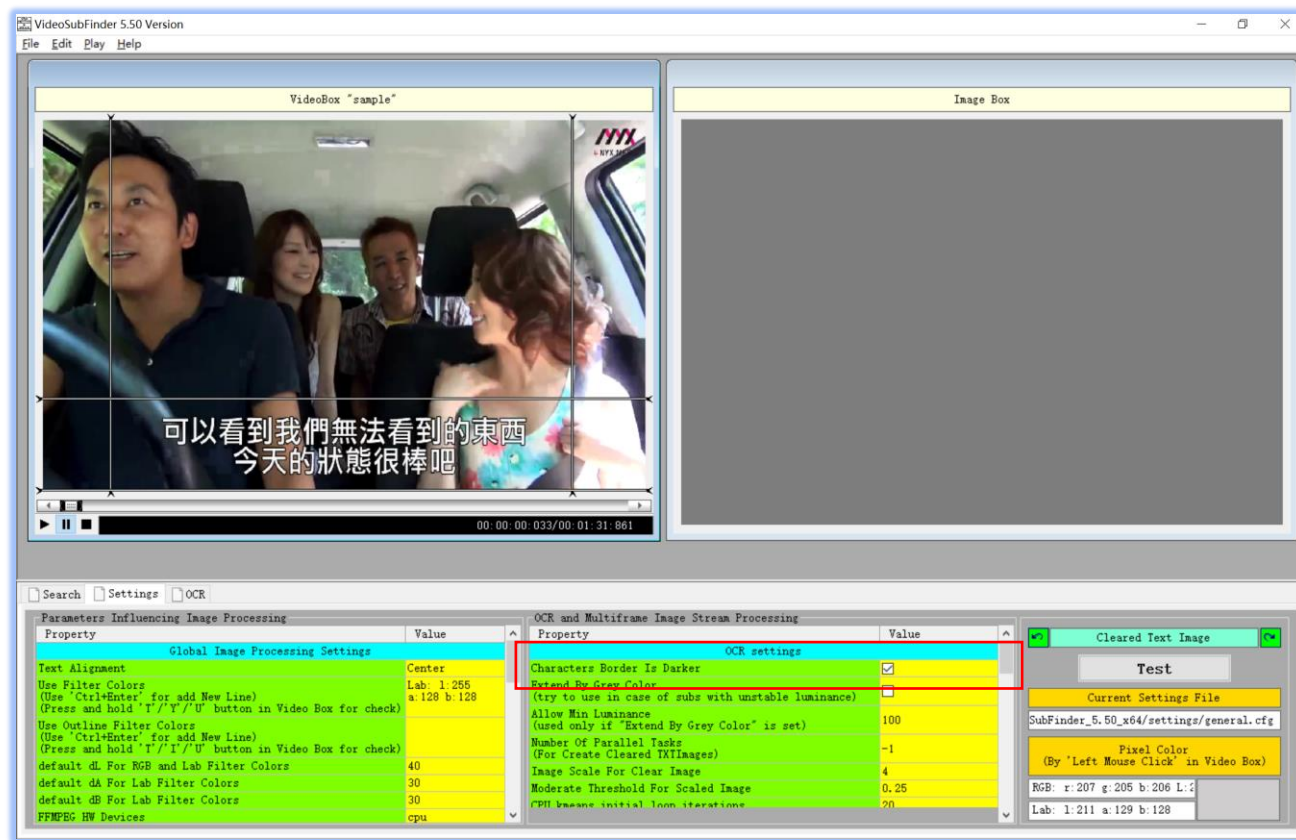 VideoSubFinder 5.50 Version
File Edit Play Help
VideoBox "sample"
NYX
可以看到我們無法看到的東西
今天的狀態很棒吧
00:00:00:033/00:01:31:861
Image Box
Search Settings OCR
Parameters Influencing Image Processing
Property Value
Global Image Processing Settings
Text Alignment Center
Use Filter Colors
(Use 'Ctrl+Enter' for add New Line)
(Press and hold 'T'/'Y'/'U' button in Video Box for check)
Lab: l:255
a:128 b:128
Use Outline Filter Colors
(Use 'Ctrl+Enter' for add New Line)
(Press and hold 'T'/'I'/'U' button in Video Box for check)
default dL For RGB and Lab Filter Colors 40
default dA For Lab Filter Colors 30
default dB For Lab Filter Colors 30
FFMPEG HW Devices cpu
OCR and Multiframe Image Stream Processing
Property Value
OCR settings
Characters Border Is Darker
Extend By Grey Color
(try to use in case of subs with unstable luminance)
Allow Min Luminance
(used only if "Extend By Grey Color" is set)
100
Number Of Parallel Tasks
(For Create Cleared TXTImages)
-1
Image Scale For Clear Image 4
Moderate Threshold For Scaled Image 0.25
CPU kmeans initial loop iterations 20
Cleared Text Image
Test
Current Settings File
SubFinder_5.50_x64/settings/general.cfg
Pixel Color
(By 'Left Mouse Click' in Video Box)
RGB: r:207 g:205 b:206 L:2
Lab: l:211 a:129 b:128